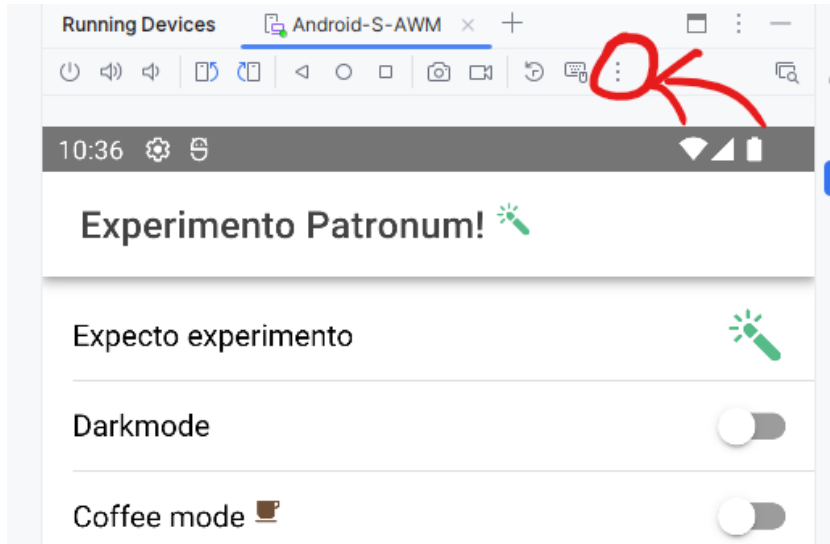 Running Devices Android-S-AWM
10:36
Experimento Patronum!
Expecto experimento
Darkmode
Coffee mode